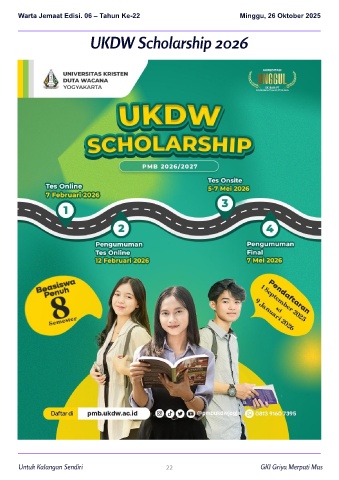 Warta Jemaat Edisi. 06 – Tahun Ke-22 Minggu, 26 Oktober 2025
UKDW Scholarship 2026
UNIVERSITAS KRISTEN
DUTA WACANA
YOGYAKARTA
UNGGUL
UKDW
SCHOLARSHIP
PMB 2026/2027
Tes Online
7 Februari 2026
1
Tes Onsite
5-7 Mei 2026
3
2
Pengumuman
Tes Online
12 Februari 2026
4
Pengumuman
Final
7 Mei 2026
Beasiswa
Penuh
8
Semester
Pendaftaran
1 September 2025
sd
9 Januari 2026
Daftar di pmb.ukdw.ac.id
Untuk Kalangan Sendiri 22 GKI Griya Merpati Mas